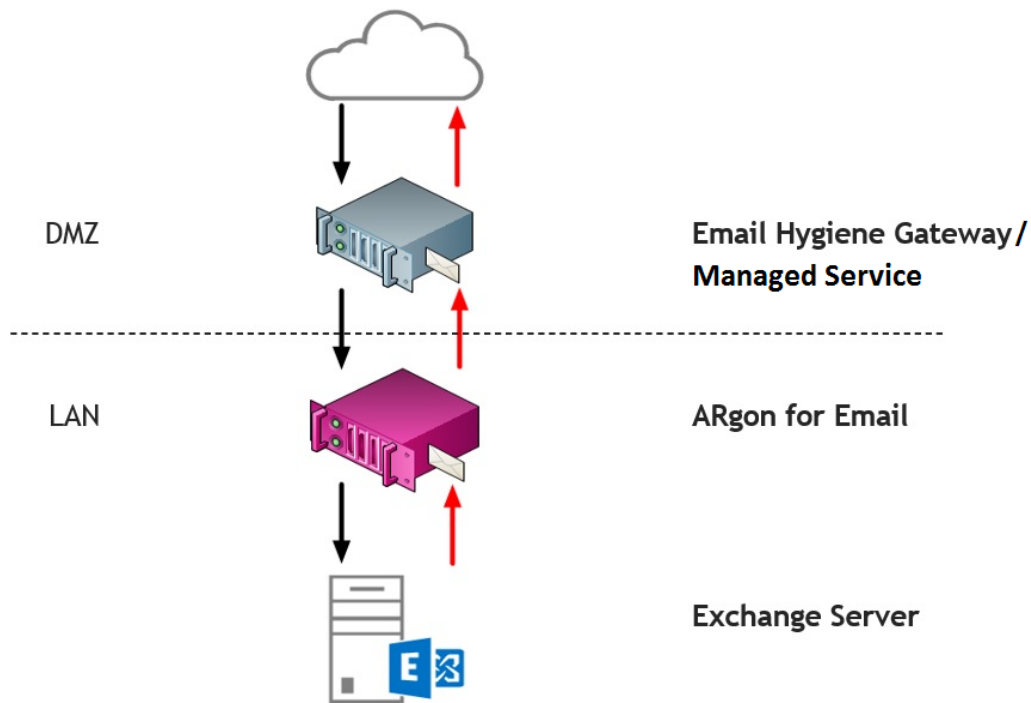 DMZ
Email Hygiene Gateway/
Managed Service
LAN
ARgon for Email
E
Exchange Server